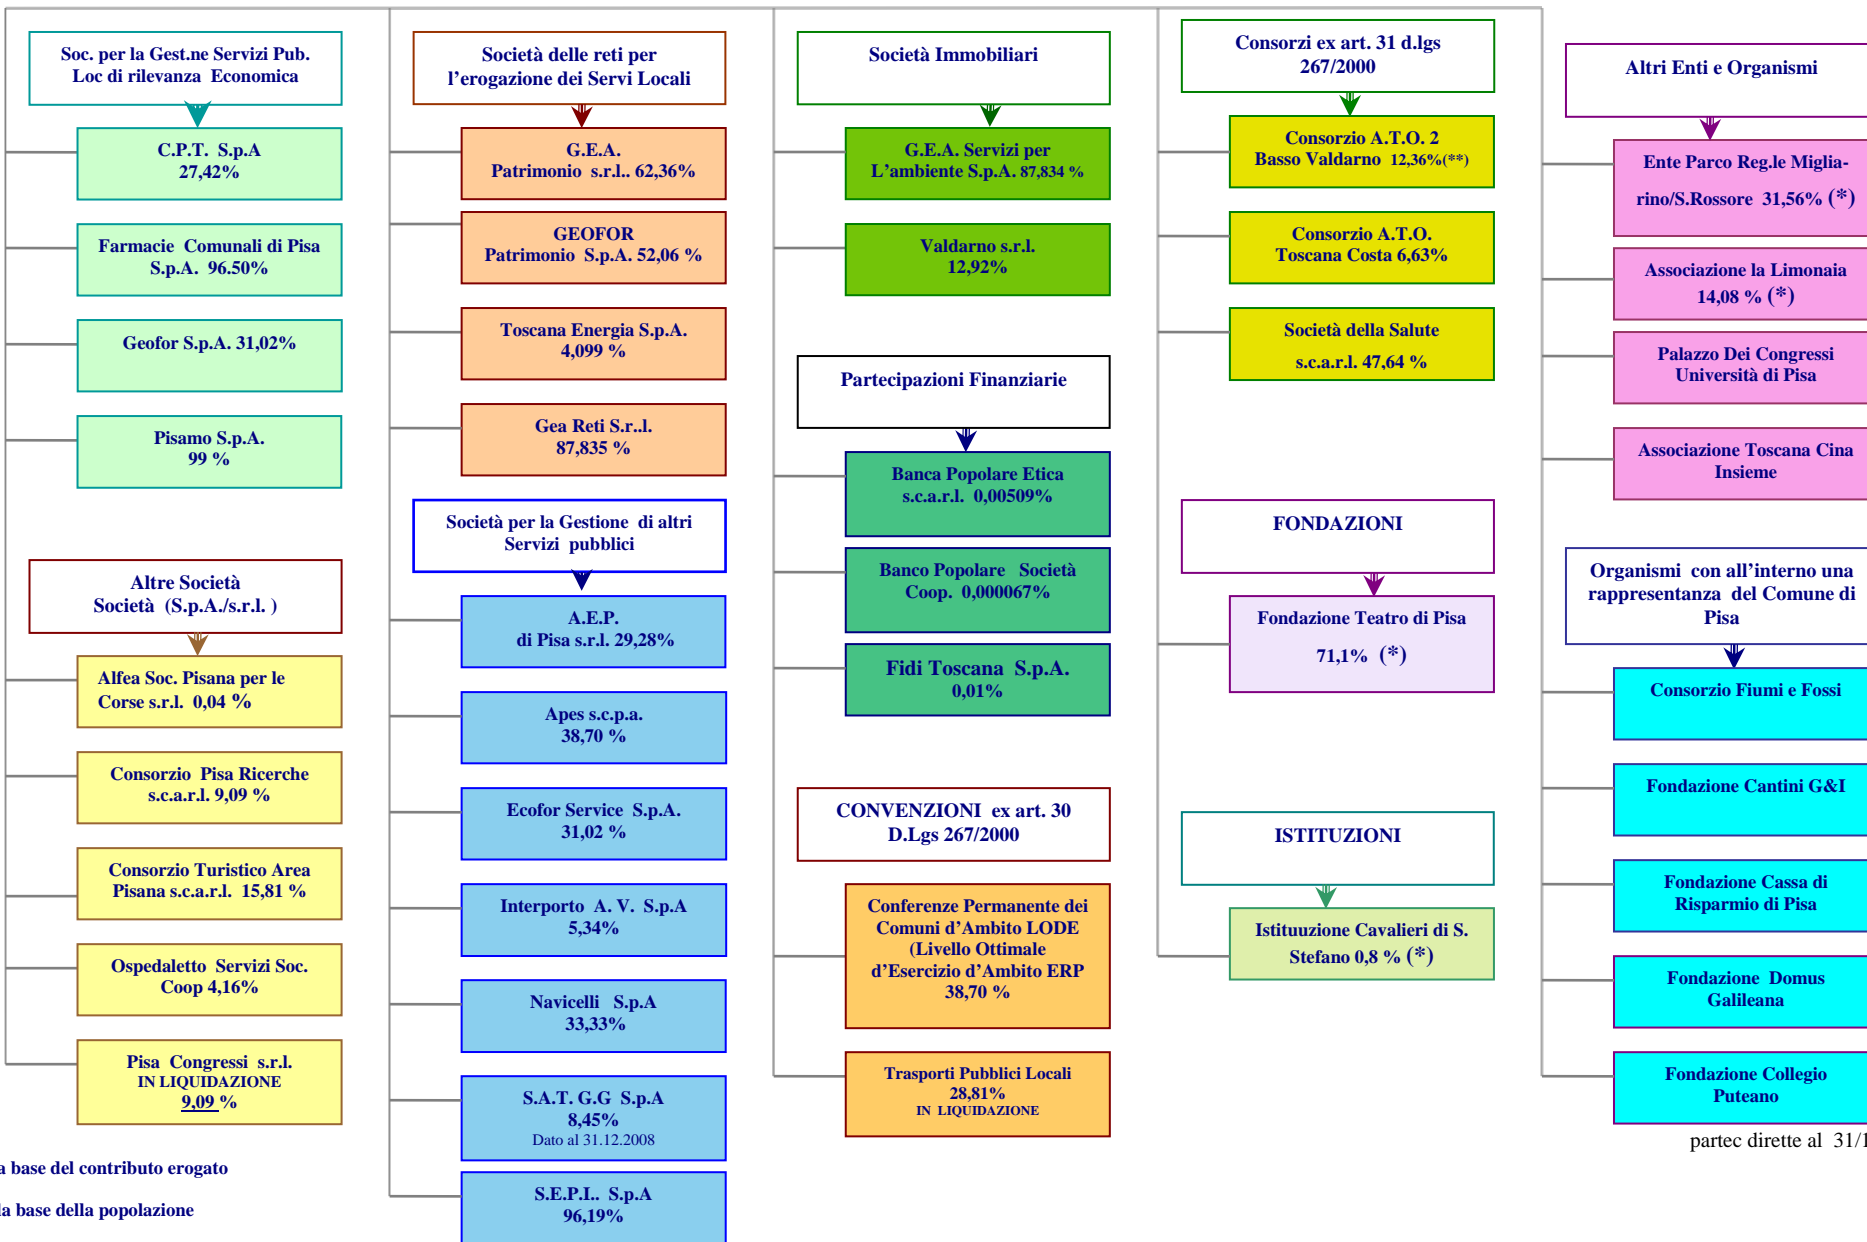 Soc. per la Gest.ne Servizi Pub.
Loc di rilevanza Economica
C.P.T. S.p.A
27,42%
Farmacie Comunali di Pisa
S.p.A. 96.50%
Geofor S.p.A. 31,02%
Pisamo S.p.A.
99 %
Altre Società
Società (S.p.A./s.r.l. )
Alfea Soc. Pisana per le
Corse s.r.l. 0,04 %
Consorzio Pisa Ricerche
s.c.a.r.l. 9,09 %
Consorzio Turistico Area
Pisana s.c.a.r.l. 15,81 %
Ospedaletto Servizi Soc.
Coop 4,16%
Pisa Congressi s.r.l.
IN LIQUIDAZIONE
9,09 %
a base del contributo erogato
la base della popolazione
Società delle reti per
l'erogazione dei Servi Locali
G.E.A.
Patrimonio s.r.l.. 62,36%
GEOFOR
Patrimonio S.p.A. 52,06 %
Toscana Energia S.p.A.
4,099 %
Gea Reti S.r..l.
87,835 %
Società per la Gestione di altri
Servizi pubblici
A.E.P.
di Pisa s.r.l. 29,28%
Apes s.c.p.a.
38,70 %
Ecofor Service S.p.A.
31,02 %
Interporto A. V. S.p.A
5,34%
Navicelli S.p.A
33,33%
S.A.T. G.G S.p.A
8,45%
Dato al 31.12.2008
S.E.P.I.. S.p.A
96,19%
Società Immobiliari
G.E.A. Servizi per
L'ambiente S.p.A. 87,834 %
Valdarno s.r.l.
12,92%
Partecipazioni Finanziarie
Banca Popolare Etica
s.c.a.r.l. 0,00509%
Banco Popolare Società
Coop. 0,000067%
Fidi Toscana S.p.A.
0,01%
CONVENZIONI ex art. 30
D.Lgs 267/2000
Conferenze Permanente dei
Comuni d'Ambito LODE
(Livello Ottimale
d'Esercizio d'Ambito ERP
38,70 %
Trasporti Pubblici Locali
28,81%
IN LIQUIDAZIONE
Consorzi ex art. 31 d.lgs
267/2000
Consorzio A.T.O. 2
Basso Valdarno 12,36%(**)
Consorzio A.T.O.
Toscana Costa 6,63%
Società della Salute
s.c.a.r.l. 47,64 %
FONDAZIONI
Fondazione Teatro di Pisa
71,1% (*)
ISTITUZIONI
Istituuzione Cavalieri di S.
Stefano 0,8 % (*)
Altri Enti e Organismi
Ente Parco Reg.le Miglia-
rino/S.Rossore 31,56% (*)
Associazione la Limonaia
14,08 % (*)
Palazzo Dei Congressi
Università di Pisa
Associazione Toscana Cina
Insieme
Organismi con all'interno una
rappresentanza del Comune di
Pisa
Consorzio Fiumi e Fossi
Fondazione Cantini G&I
Fondazione Cassa di
Risparmio di Pisa
Fondazione Domus
Galileana
Fondazione Collegio
Puteano
partec dirette al 31/1